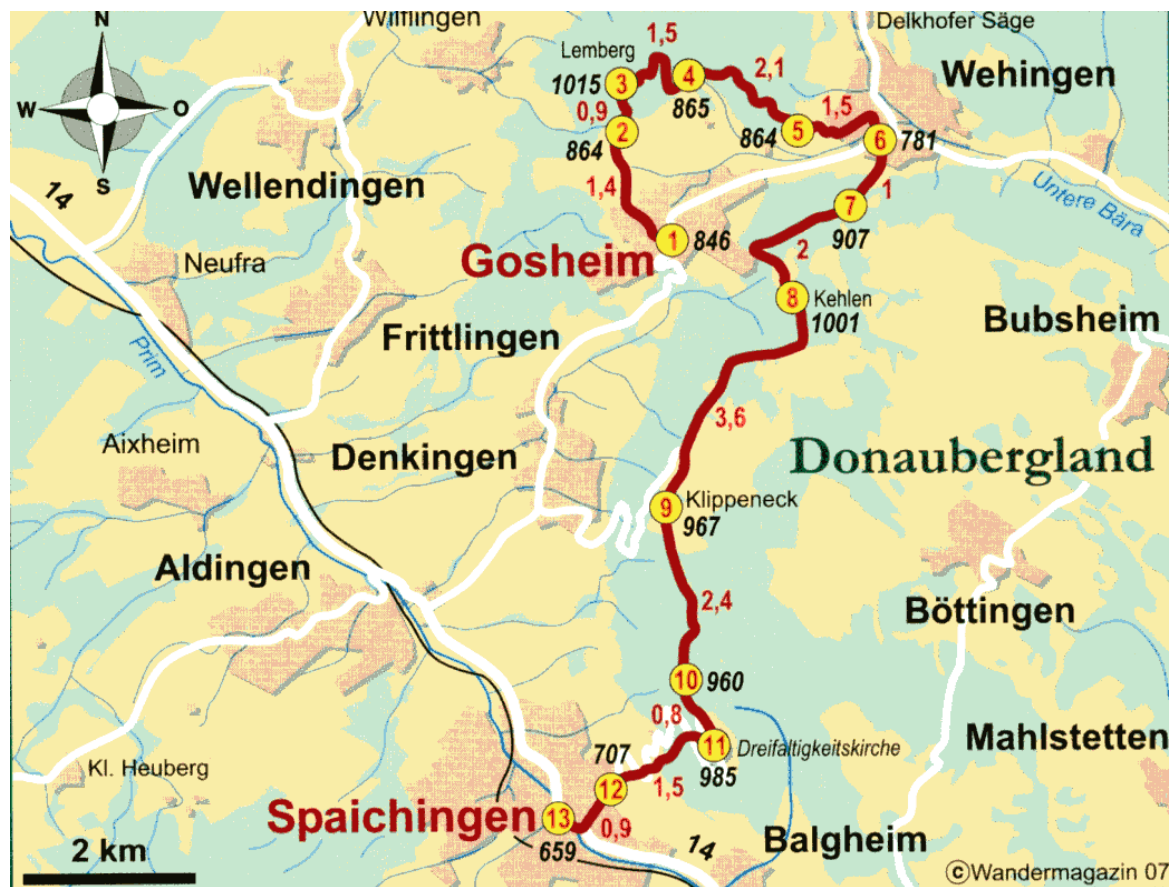 N
W
O
S
Wilflingen
Delkhofer Säge
Lemberg
1,5
2,1
Wehingen
1015
3
4
865
0,9
2
864
864
5
1,5
6
781
14
Wellendingen
1,4
1
Untere Bära
7
907
1
846
Gosheim
2
Neufra
8
Kehlen
1001
Bubsheim
Frittlingen
Prim
3,6
Aixheim
Denkingen
Donaubergland
9
Klippeneck
967
Aldingen
2,4
Böttingen
10
960
0,8
Mahlstetten
11
Dreifaltigkeitskirche
985
707
Kl. Heuberg
12
1,5
Spaichingen
13
0,9
659
14
Balgheim
2 km
©Wandermagazin 07